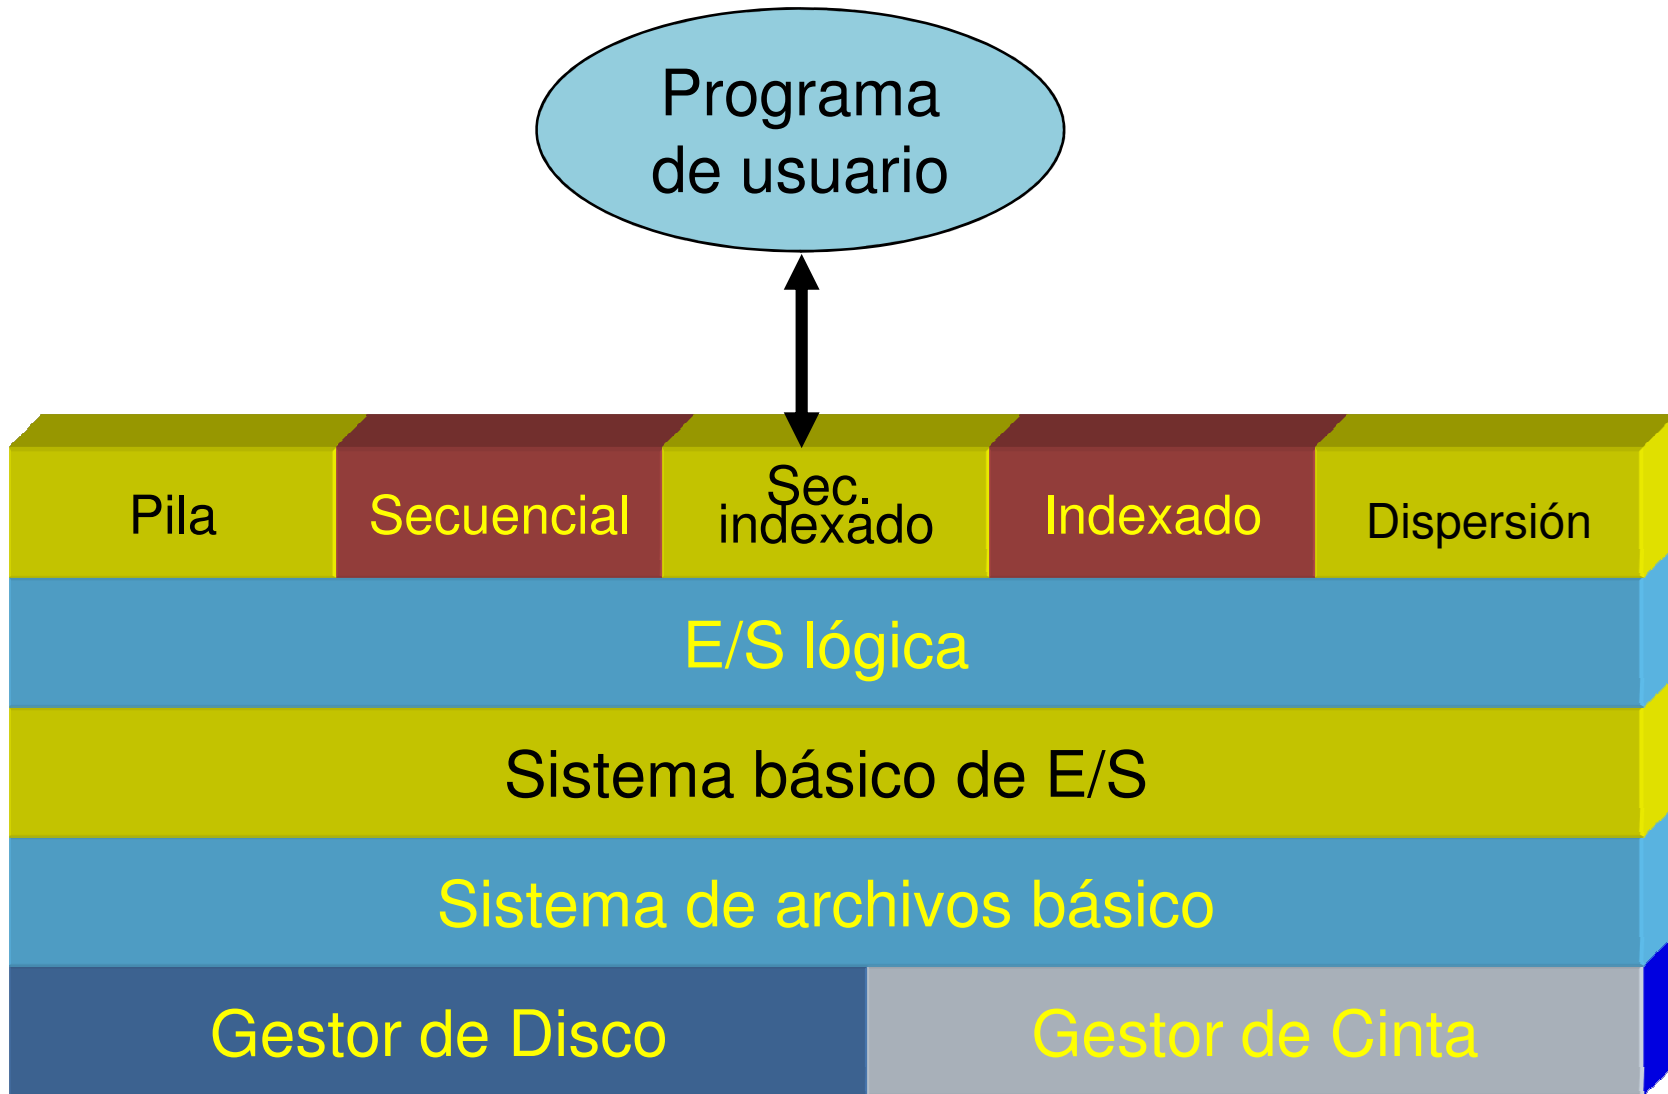 Programa
de usuario
Pila
Secuencial
Sec.
indexado
Indexado
Dispersión
E/S lógica
Sistema básico de E/S
Sistema de archivos básico
Gestor de Disco
Gestor de Cinta